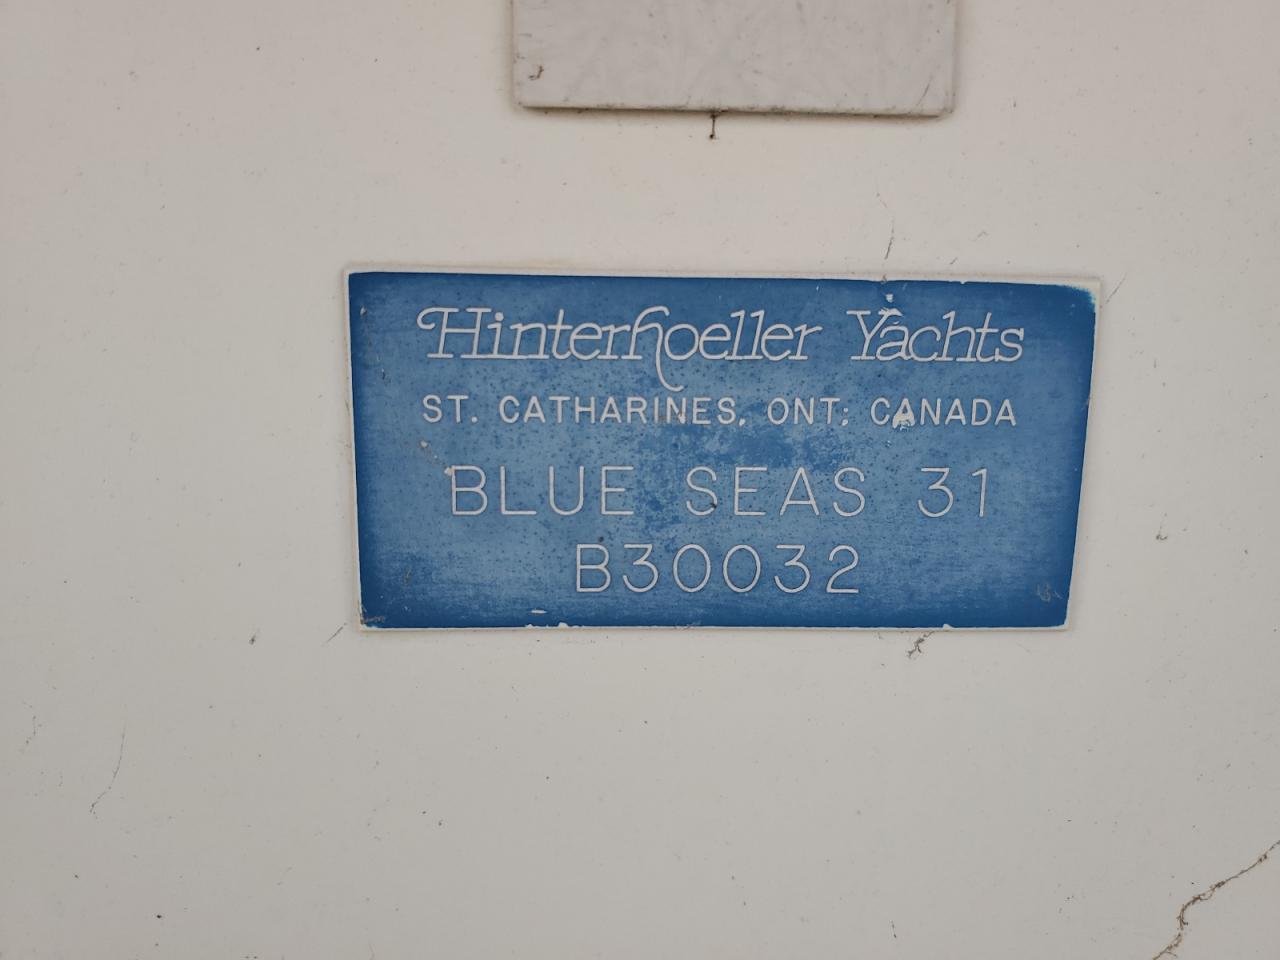 Hinterhoeller Yachts
ST. CATHARINES, ONT; CANADA
BLUE SEAS 31
B30032